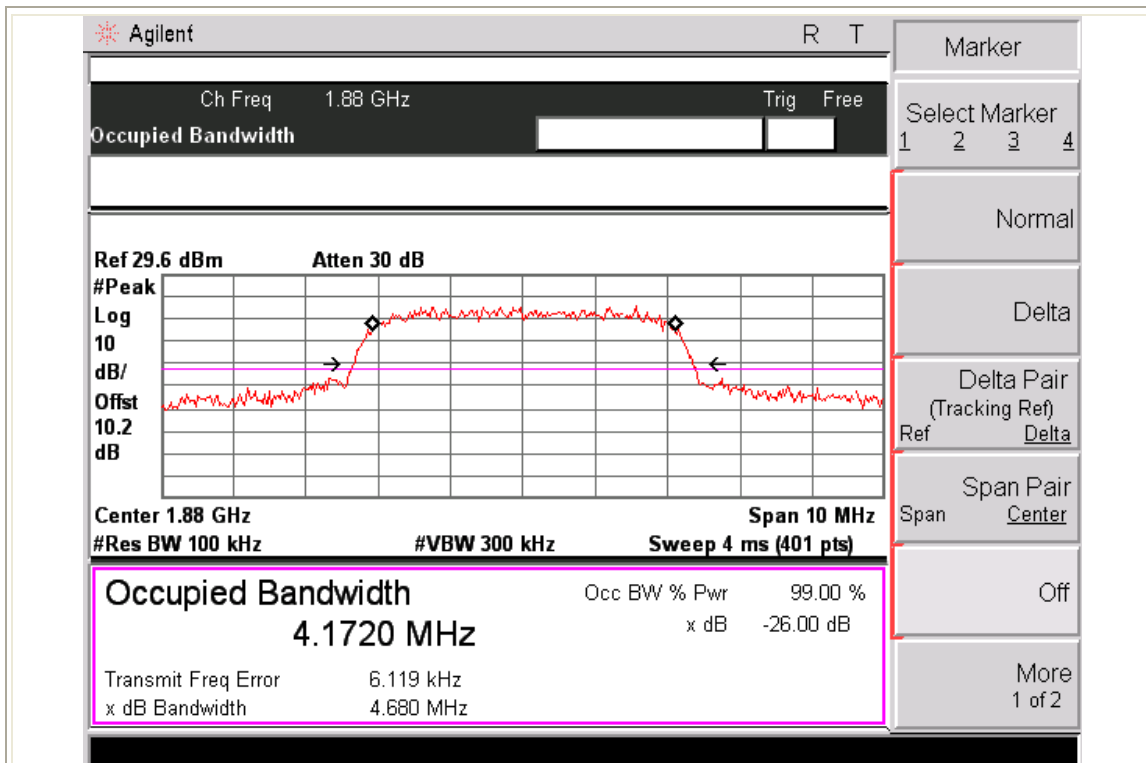 Agilent R T
Ch Freq 1.88 GHz Trig Free
Occupied Bandwidth
Ref 29.6 dBm Atten 30 dB
#Peak
Log
10
dB/
Offst
10.2
dB
Center 1.88 GHz Span 10 MHz
#Res BW 100 kHz #VBW 300 kHz Sweep 4 ms (401 pts)
Occupied Bandwidth
4.1720 MHz
Occ BW % Pwr 99.00 %
x dB -26.00 dB
Transmit Freq Error 6.119 kHz
x dB Bandwidth 4.680 MHz
Marker
Select Marker
1 2 3 4
Normal
Delta
Delta Pair
(Tracking Ref)
Ref Delta
Span Pair
Span Center
Off
More
1 of 2